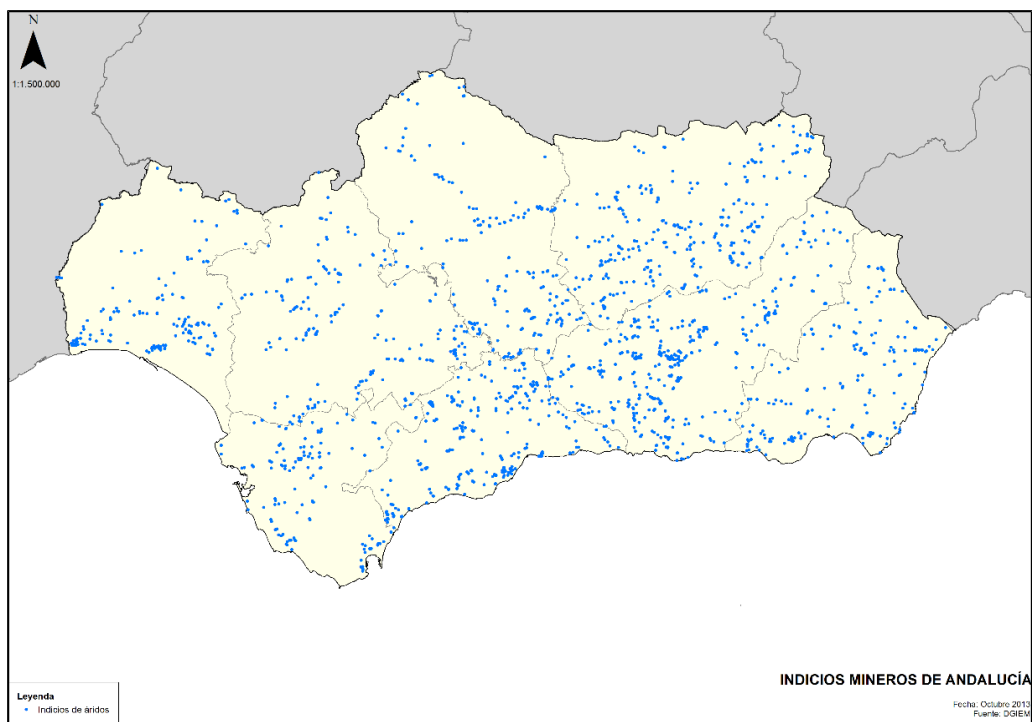 N
1:1.500.000
INDICIOS MINEROS DE ANDALUCÍA
Leyenda
Indicios de áridos
Fecha: Octubre 2013
Fuente: DGIEM